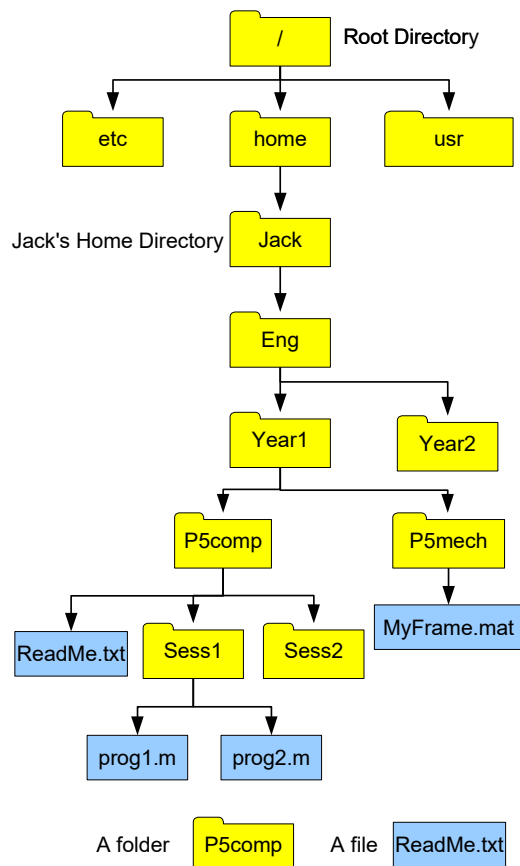 /
Root Directory
etc
home
usr
Jack's Home Directory
Jack
Eng
Year1
Year2
P5comp
P5mech
ReadMe.txt
Sess1
Sess2
MyFrame.mat
prog1.m
prog2.m
A folder
P5comp
A file
ReadMe.txt